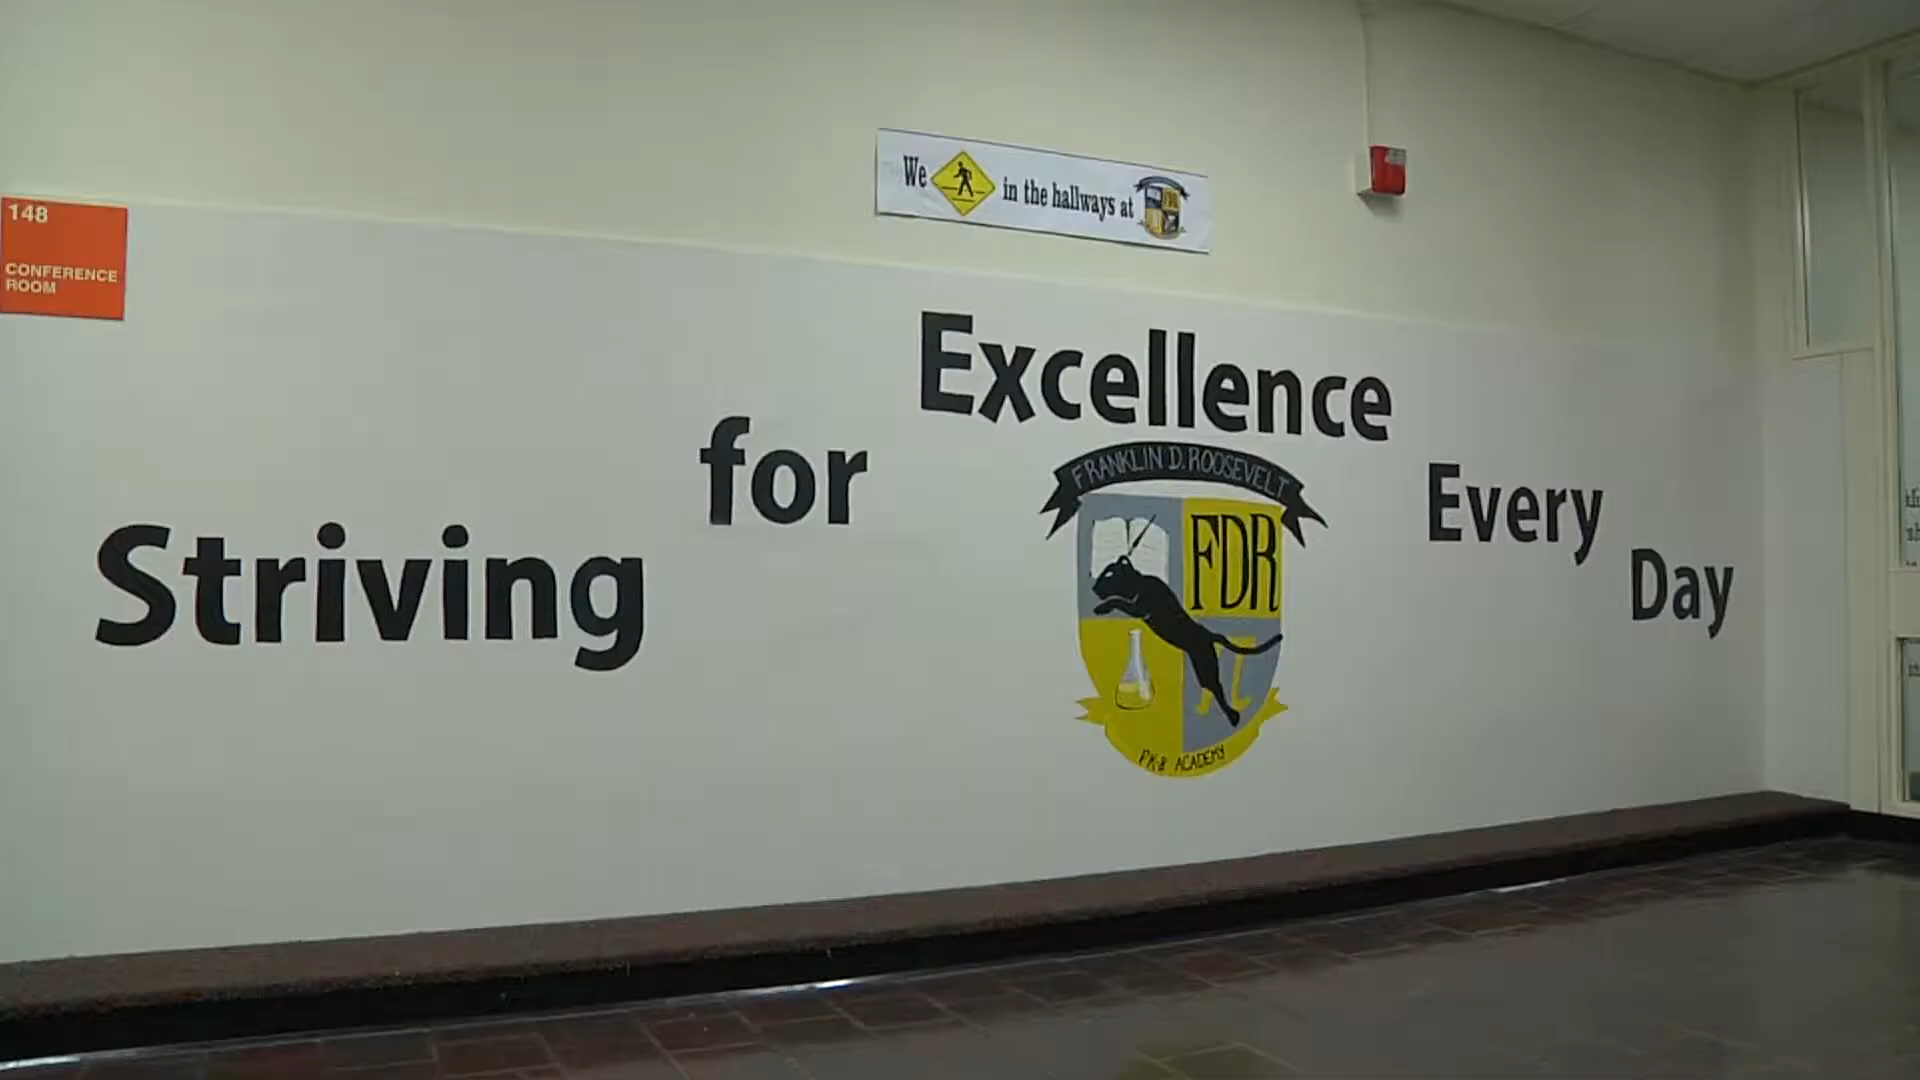 148
CONFERENCE
ROOM
We in the hallways at
Striving for Excellence Every Day
FRANKLIN D. ROOSEVELT
FDR
PK-8 ACADEMY